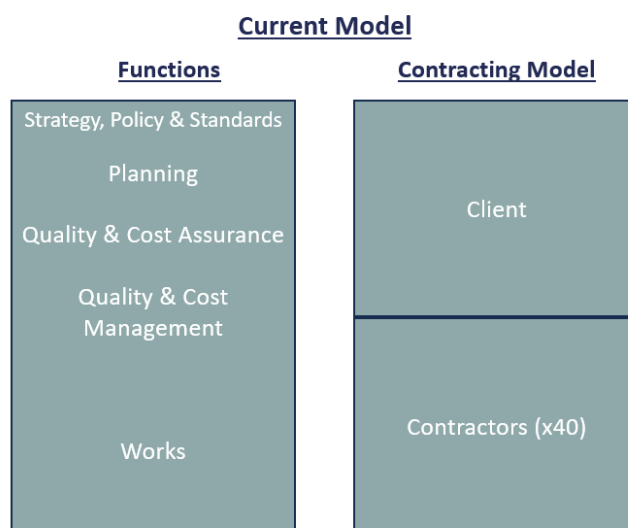 Current Model
Functions
Contracting Model
Strategy, Policy & Standards
Planning
Quality & Cost Assurance
Quality & Cost
Management
Works
Client
Contractors (x40)